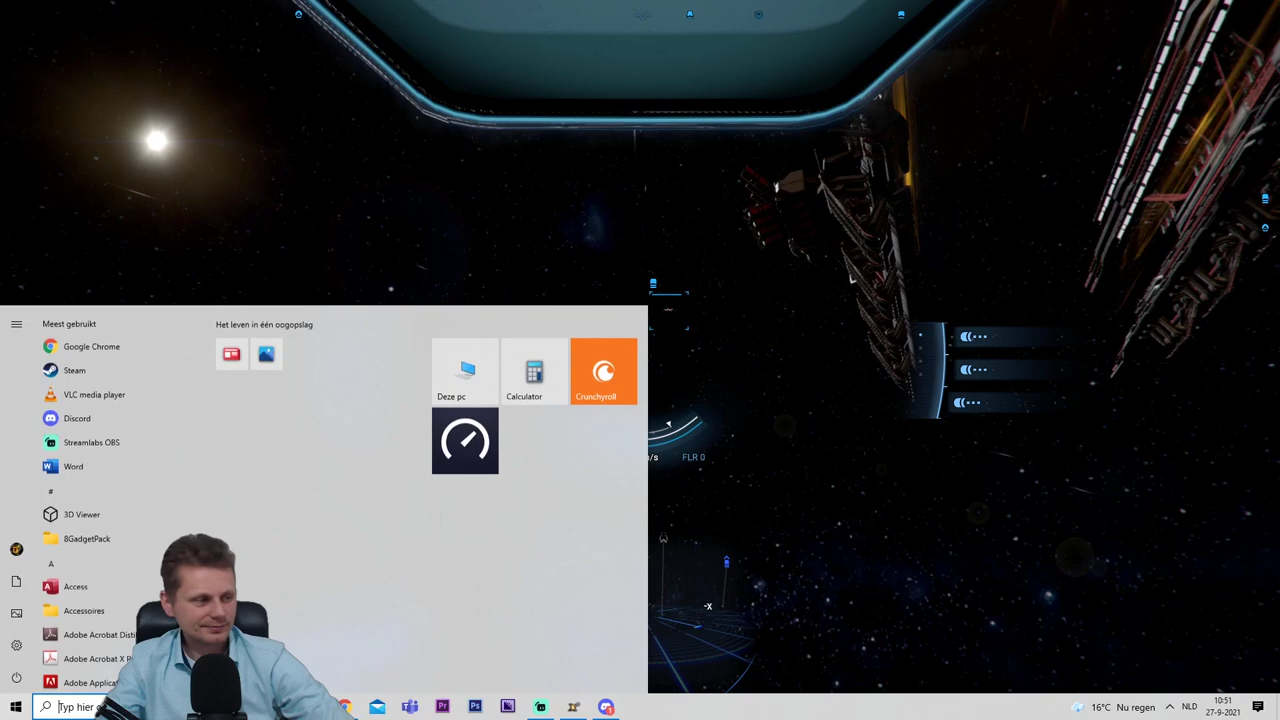 Meest gebruikt
Google Chrome
Steam
VLC media player
Discord
Streamlabs OBS
Word
#
3D Viewer
8GadgetPack
A
Access
Accessoires
Adobe Acrobat
Adobe Acrobat X
Adobe
Het leven in één oogopslag
Deze pc
Calculator
Crunchyroll
FLR 0
-X
Typ hier
16°C Nu regen
NLD
10:51
27-9-2021